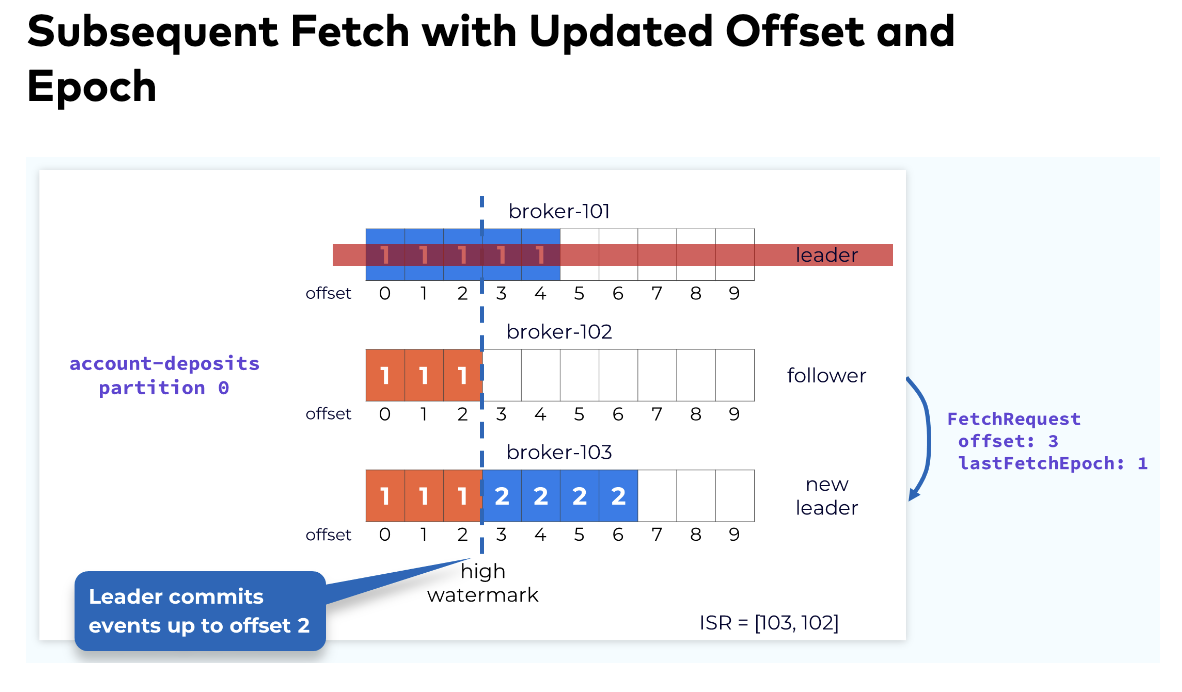 Subsequent Fetch with Updated Offset and
Epoch
broker-101
1 1 1 1 1
leader
offset 0 1 2 3 4 5 6 7 8 9
broker-102
account-deposits
partition 0
1 1 1
follower
offset 0 1 2 3 4 5 6 7 8 9
FetchRequest
offset: 3
lastFetchEpoch: 1
broker-103
1 1 1 2 2 2 2
new
leader
offset 0 1 2 3 4 5 6 7 8 9
high
watermark
Leader commits
events up to offset 2
ISR = [103, 102]